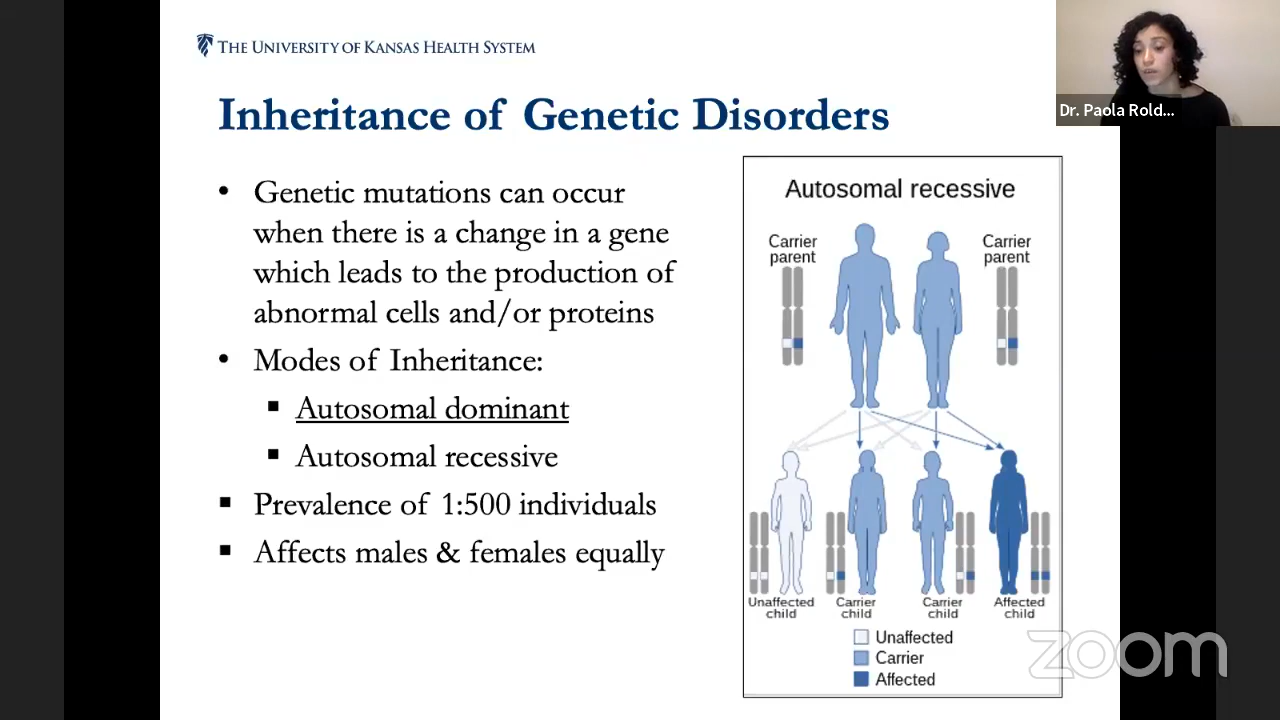 THE UNIVERSITY OF KANSAS HEALTH SYSTEM
Dr. Paola Rold...
Inheritance of Genetic Disorders
• Genetic mutations can occur
when there is a change in a gene
which leads to the production of
abnormal cells and/or proteins
• Modes of Inheritance:
▪ Autosomal dominant
▪ Autosomal recessive
▪ Prevalence of 1:500 individuals
▪ Affects males & females equally
Autosomal recessive
Carrier
parent
Carrier
parent
Unaffected
child
Carrier
child
Carrier
child
Affected
child
Unaffected
Carrier
Affected
zoom